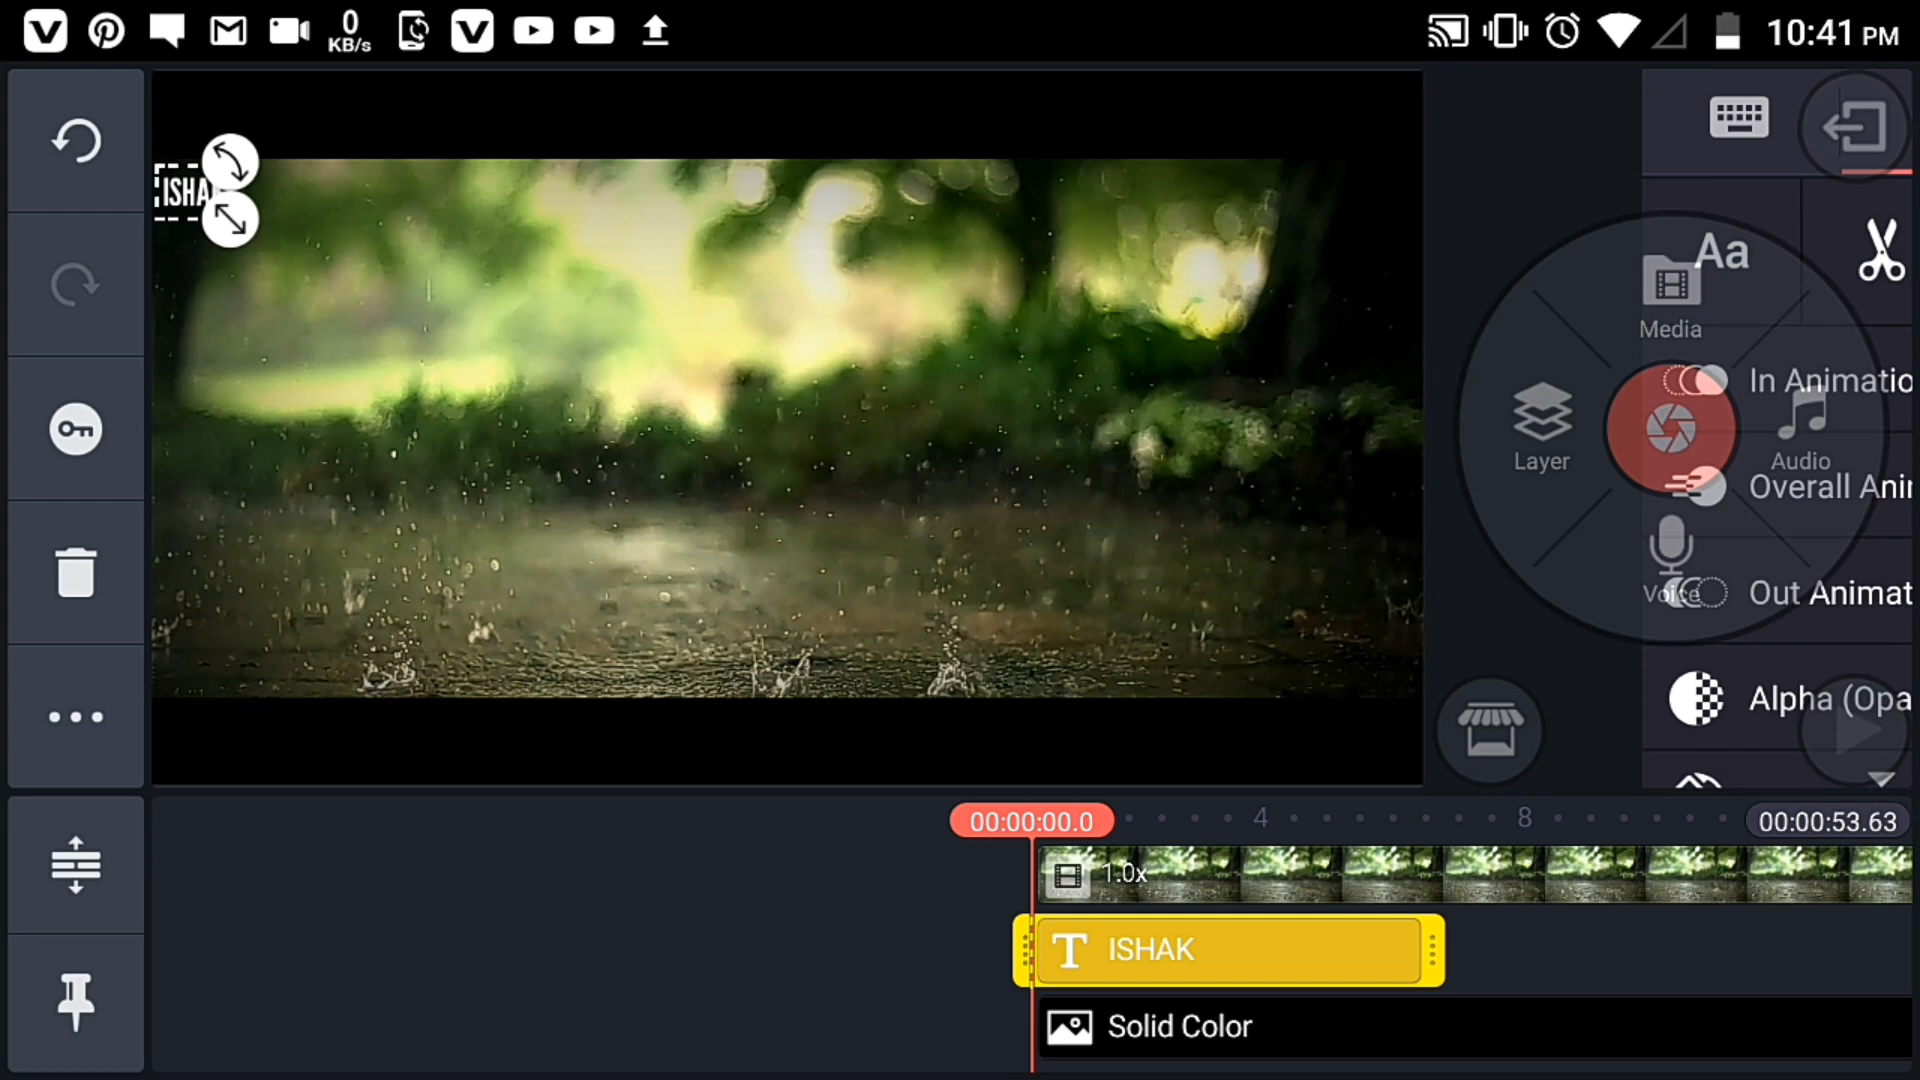 0
KB/s
10:41 PM
ISHA
Aa
Media
In Animatio
Layer
Audio
Overall Ani
Voice
Out Animat
Alpha (Opa
00:00:00.0
4
8
00:00:53.63
1.0x
T ISHAK
Solid Color